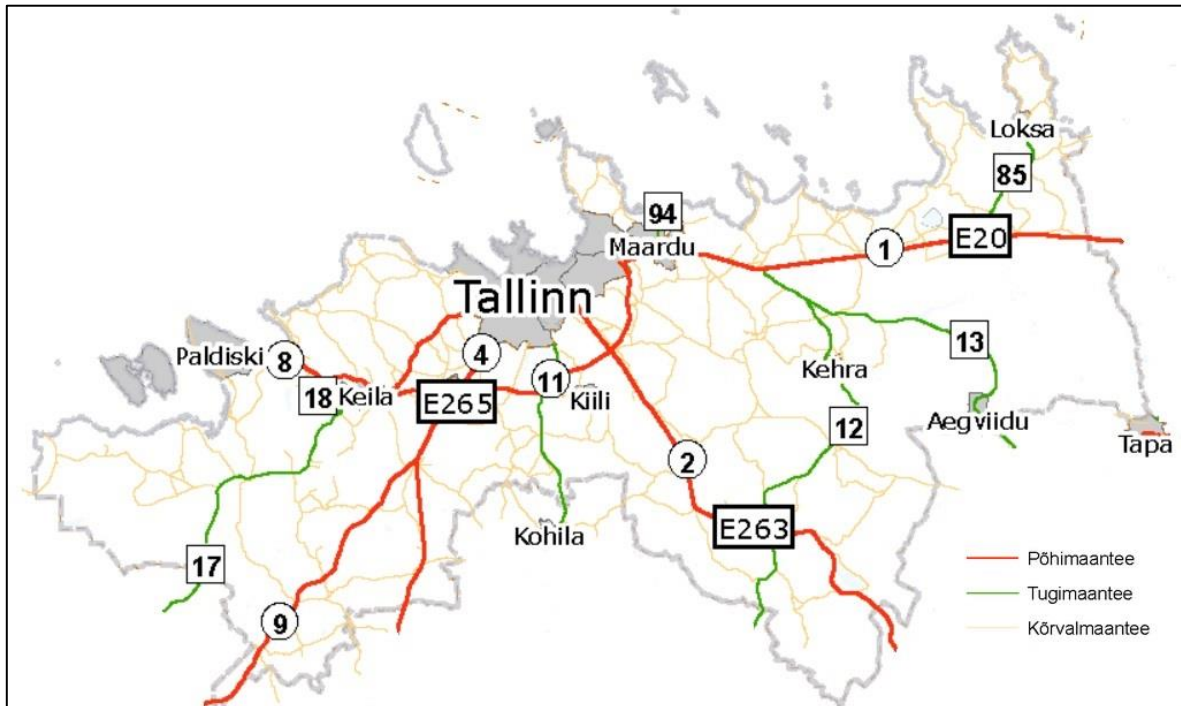 Loksa
85
94
Maardu
1
E20
Tallinn
Paldiski
8
4
13
18
Keila
E265
11
Kiili
Kehra
Aegviidu
12
Tapa
2
Kohila
E263
17
9
Põhimaantee
Tugimaantee
Kõrvalmaantee